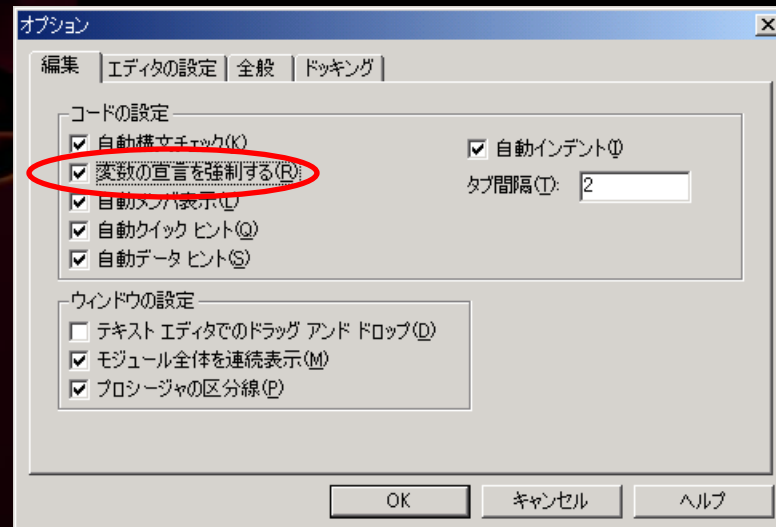 オプション
編集 エディタの設定 全般 ドッキング
コードの設定
自動構文チェック(K)
変数の宣言を強制する(R)
自動メンバ表示(L)
自動クイック ヒント(Q)
自動データ ヒント(S)
自動インデント(I)
タブ間隔(T): 2
ウィンドウの設定
テキスト エディタでのドラッグ アンド ドロップ(D)
モジュール全体を連続表示(M)
プロシージャの区分線(P)
OK キャンセル ヘルプ